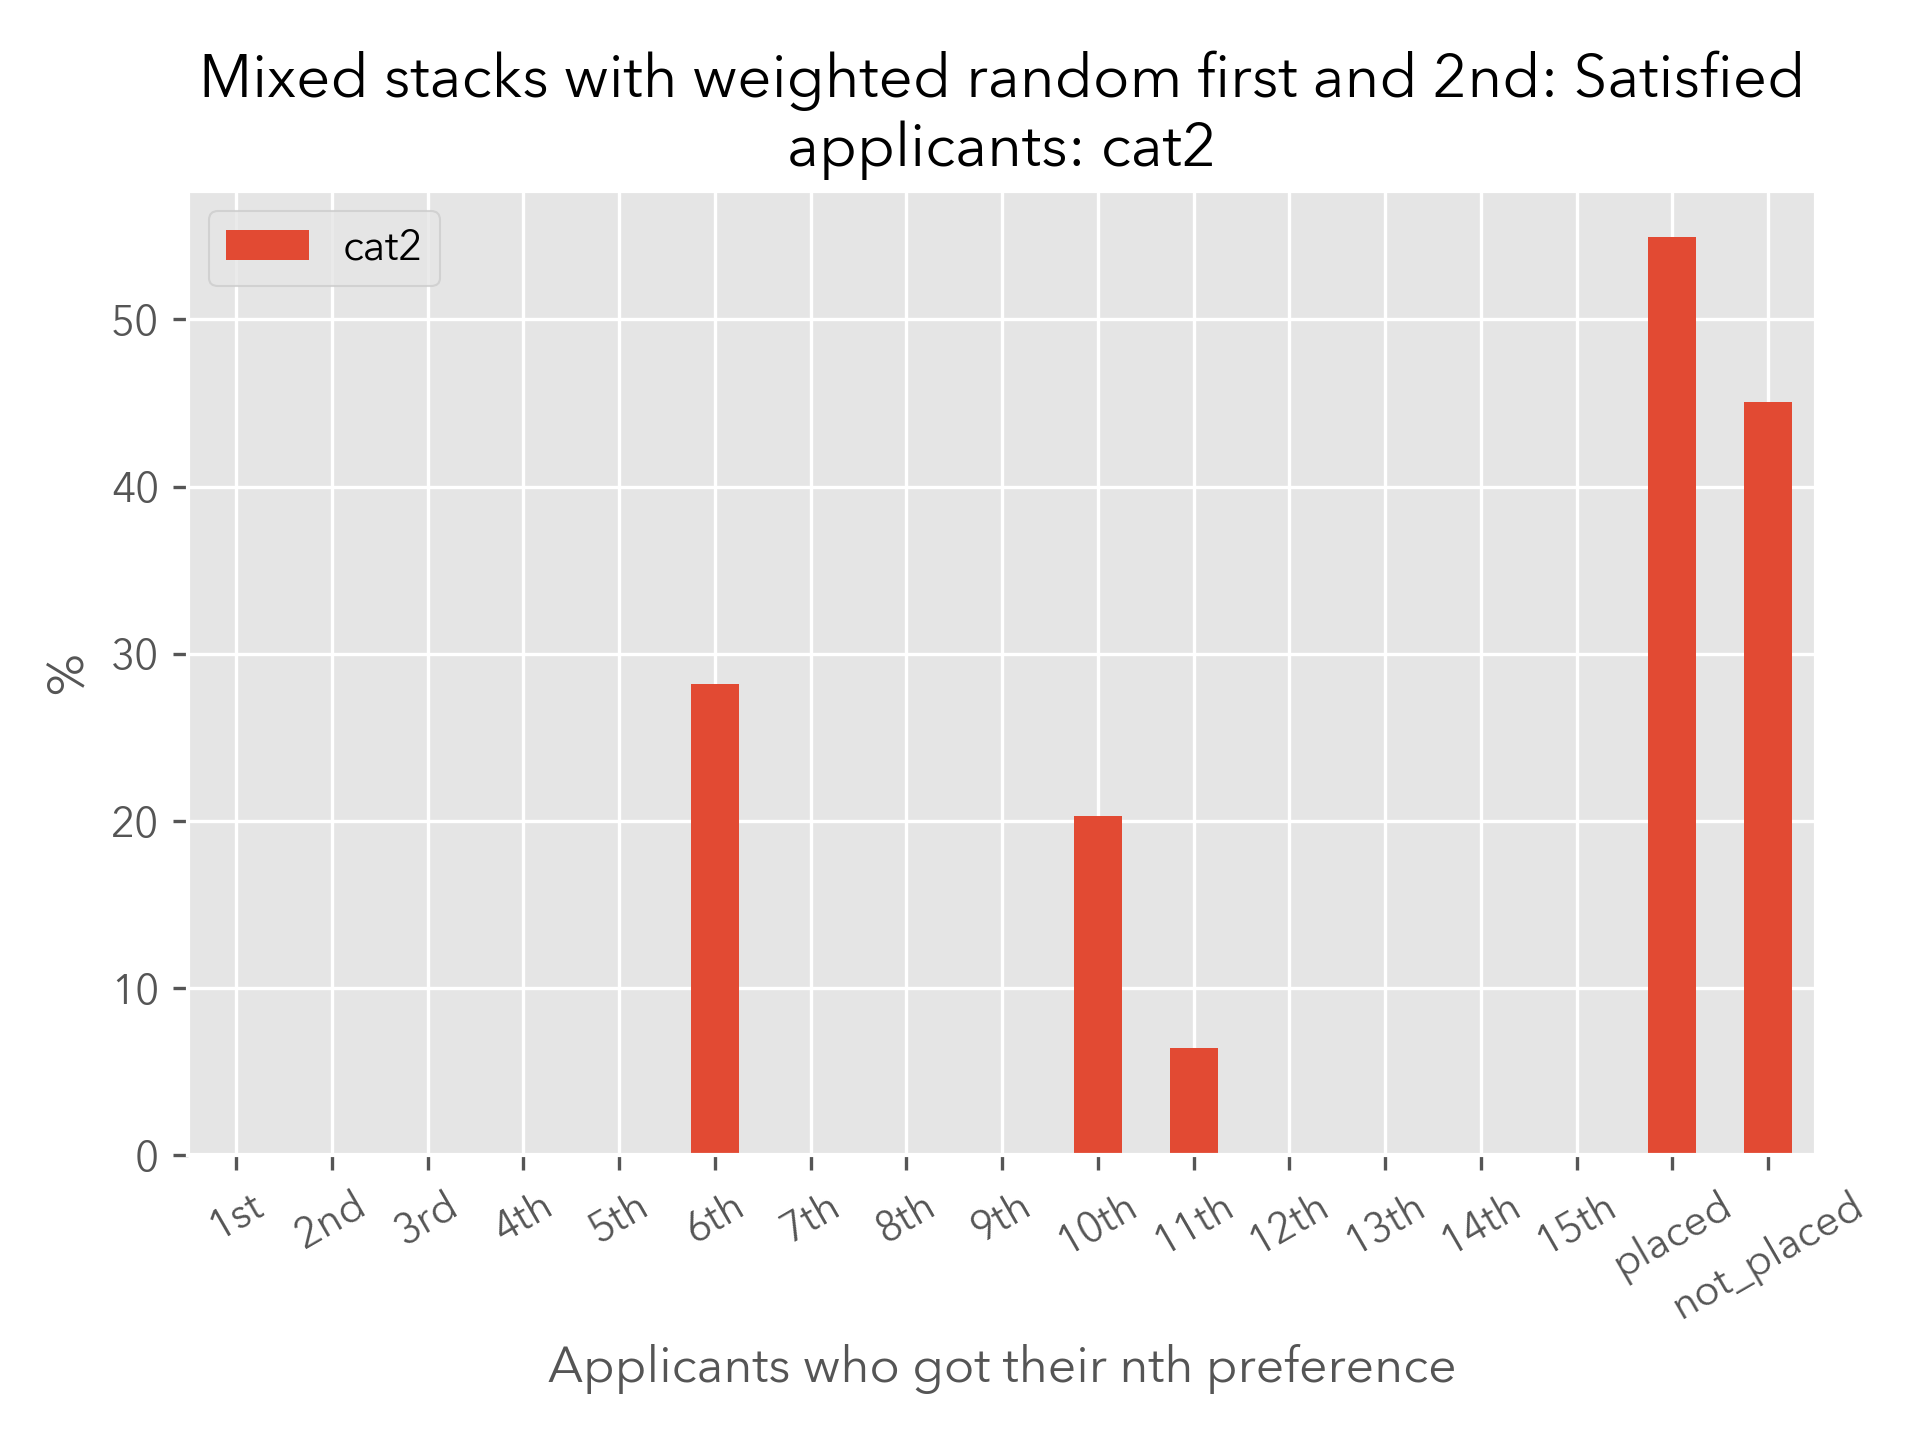 Mixed stacks with weighted random first and 2nd: Satisfied
applicants: cat2
cat2
%
50
40
30
20
10
0
1st
2nd
3rd
4th
5th
6th
7th
8th
9th
10th
11th
12th
13th
14th
15th
placed
not_placed
Applicants who got their nth preference